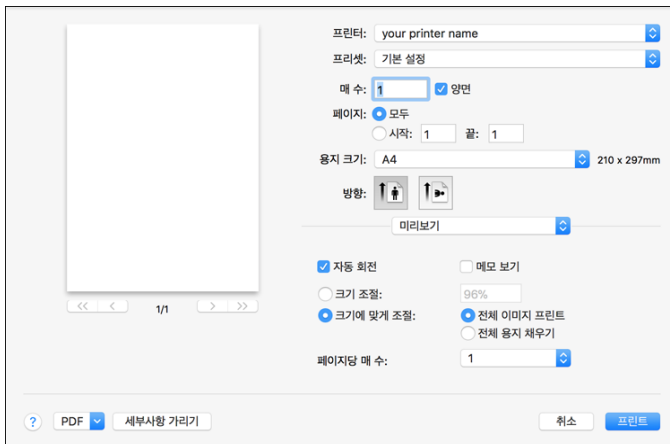 프린터: your printer name
프리셋: 기본 설정
매 수: 1 양면
페이지: 모두
시작: 1 끝: 1
용지 크기: A4 210 x 297mm
방향:
미리보기
자동 회전 메모 보기
크기 조절: 96%
크기에 맞게 조절: 전체 이미지 프린트
전체 용지 채우기
페이지당 매 수: 1
<< < 1/1 > >>
? PDF 세부사항 가리기 취소 프린트